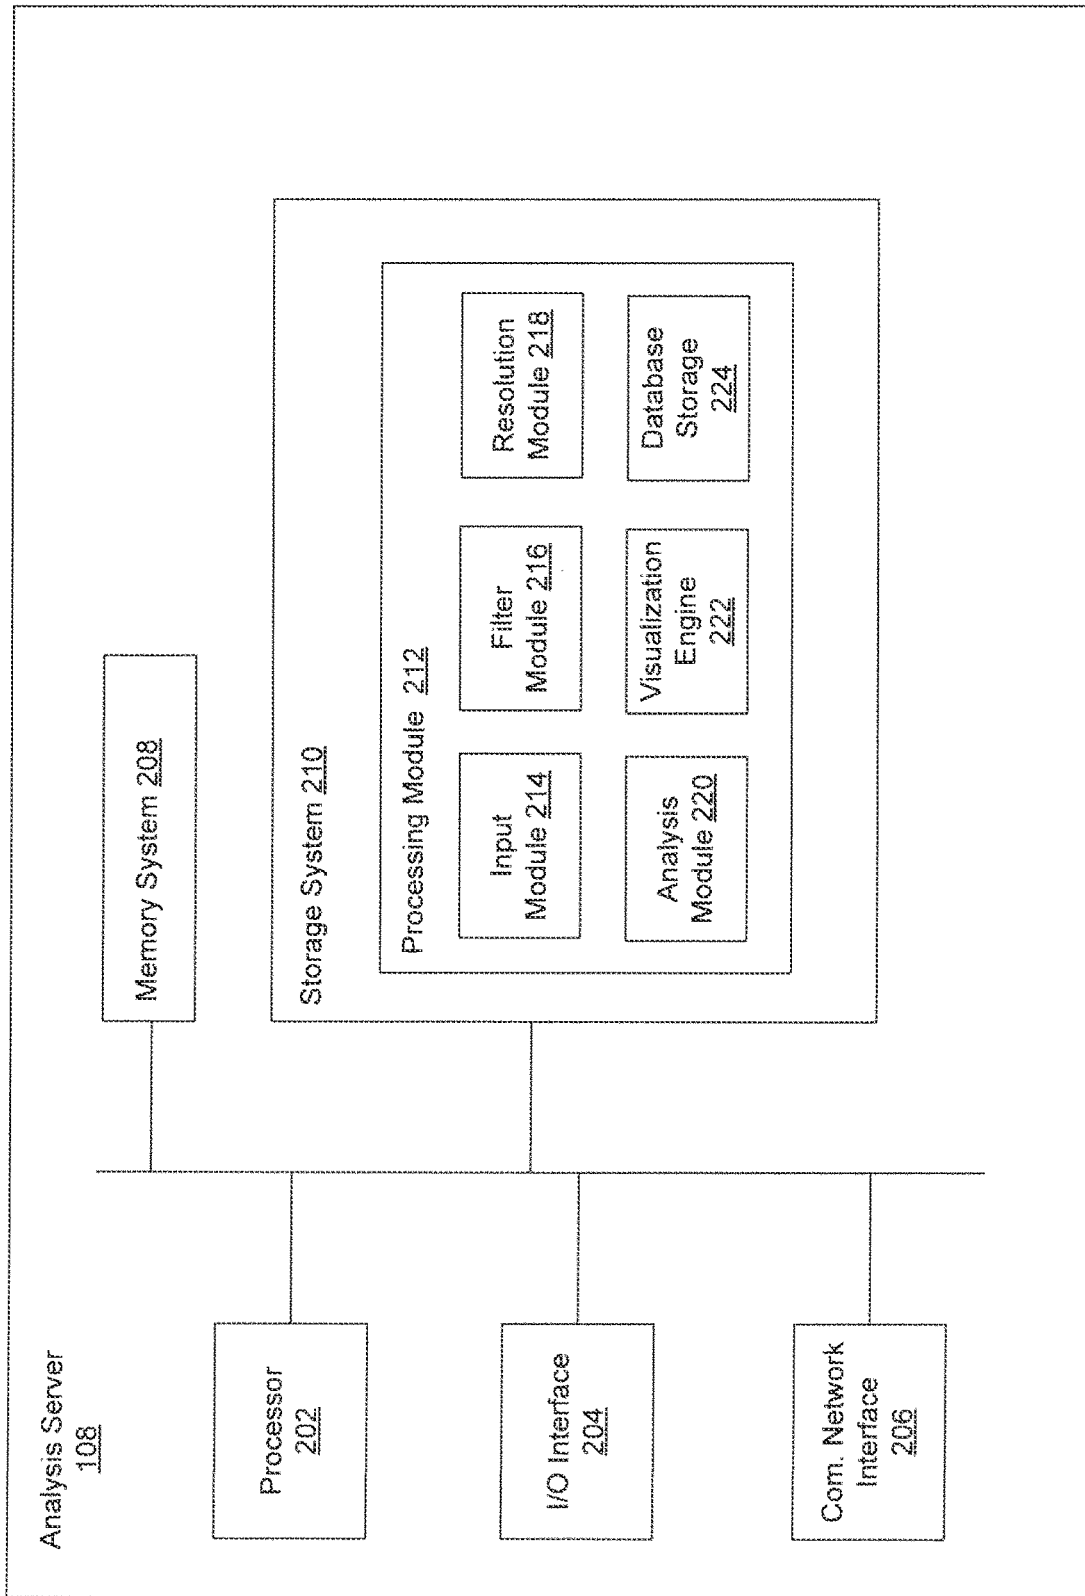 Analysis Server
108
Processor
202
I/O Interface
204
Com. Network
Interface
206
Memory System 208
Storage System 210
Processing Module 212
Input
Module 214
Filter
Module 216
Resolution
Module 218
Analysis
Module 220
Visualization
Engine
222
Database
Storage
224